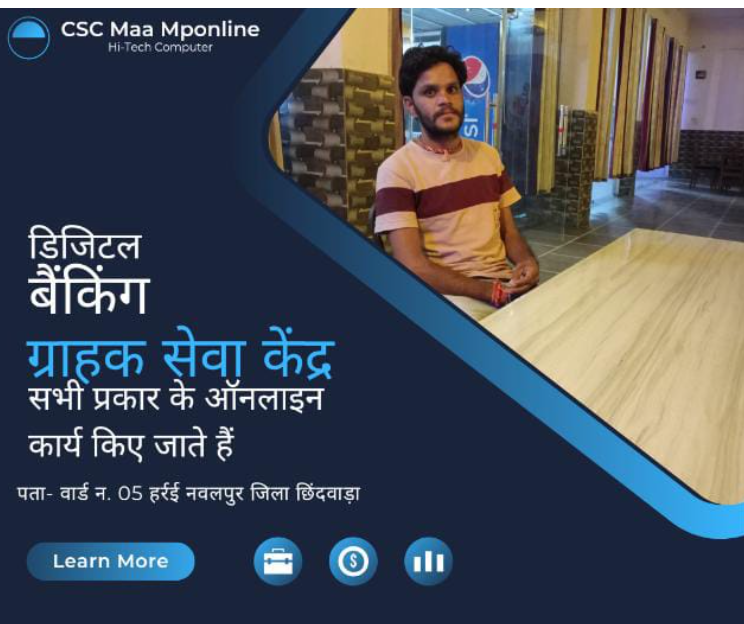 CSC Maa Mponline
Hi-Tech Computer
डिजिटल
बैंकिंग
ग्राहक सेवा केंद्र
सभी प्रकार के ऑनलाइन
कार्य किए जाते हैं
पता- वार्ड न. 05 हर्रई नवलपुर जिला छिंदवाड़ा
Learn More